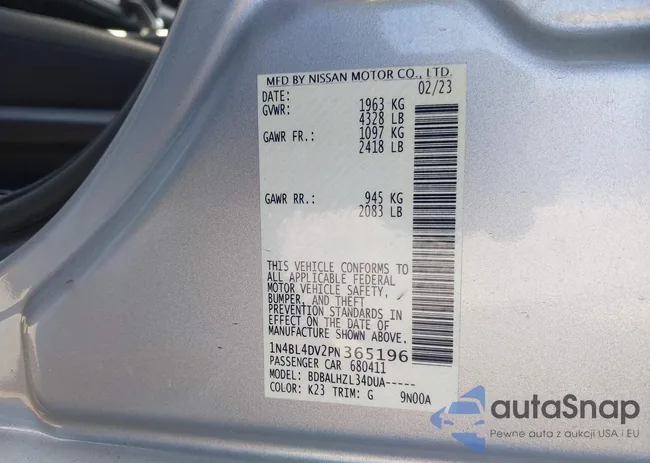 MFD BY NISSAN MOTOR CO., LTD.
DATE: 02/23
GVWR: 1963 KG
4328 LB
GAWR FR.: 1097 KG
2418 LB
GAWR RR.: 945 KG
2083 LB
THIS VEHICLE CONFORMS TO
ALL APPLICABLE FEDERAL
MOTOR VEHICLE SAFETY,
BUMPER, AND THEFT
PREVENTION STANDARDS IN
EFFECT ON THE DATE OF
MANUFACTURE SHOWN ABOVE.
1N4BL4DV2PN365196
PASSENGER CAR 680411
MODEL: BDBALHZL34DUA-----
COLOR: K23 TRIM: G 9N00A
autaSnap
Pewne auta z aukcji USA i EU